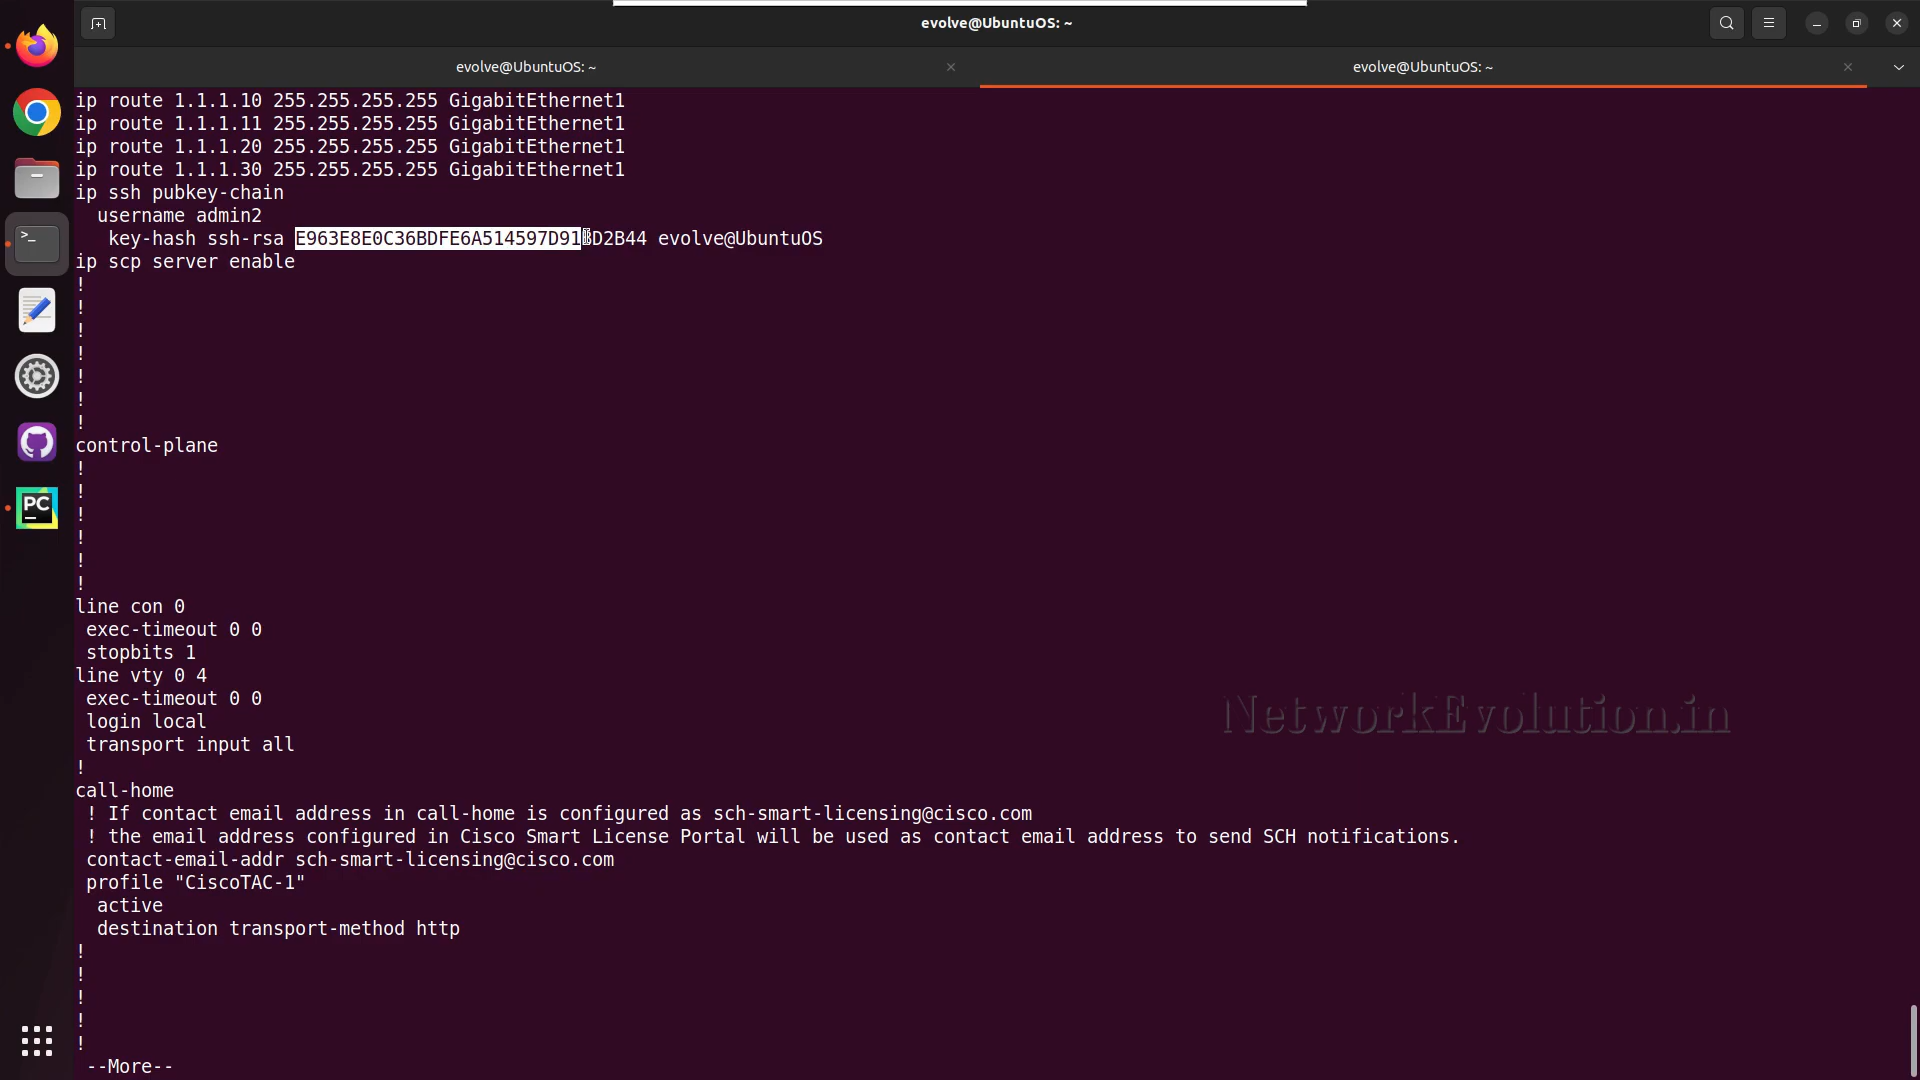 evolve@UbuntuOS: ~
evolve@UbuntuOS: ~
evolve@UbuntuOS: ~
ip route 1.1.1.10 255.255.255.255 GigabitEthernet1
ip route 1.1.1.11 255.255.255.255 GigabitEthernet1
ip route 1.1.1.20 255.255.255.255 GigabitEthernet1
ip route 1.1.1.30 255.255.255.255 GigabitEthernet1
ip ssh pubkey-chain
username admin2
key-hash ssh-rsa E963E8E0C36BDFE6A514597D91BD2B44 evolve@UbuntuOS
ip scp server enable
!
!
!
!
!
!
!
control-plane
!
!
!
!
!
!
line con 0
exec-timeout 0 0
stopbits 1
line vty 0 4
exec-timeout 0 0
login local
transport input all
!
call-home
! If contact email address in call-home is configured as sch-smart-licensing@cisco.com
! the email address configured in Cisco Smart License Portal will be used as contact email address to send SCH notifications.
contact-email-addr sch-smart-licensing@cisco.com
profile "CiscoTAC-1"
active
destination transport-method http
!
!
!
!
!
--More--
NetworkEvolution.in
PC